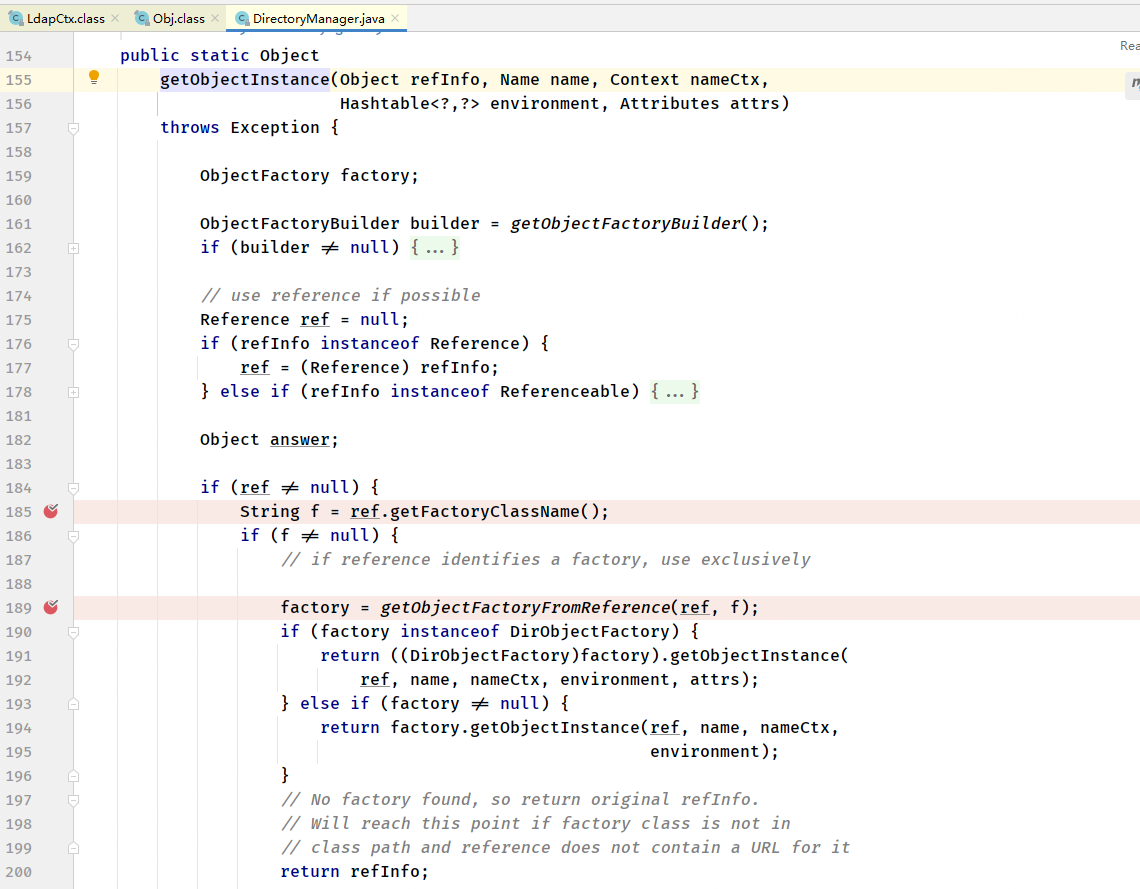 LdapCtx.class Obj.class DirectoryManager.java
Rea
154 public static Object
155 getObjectInstance(Object refInfo, Name name, Context nameCtx,
156 Hashtable<?,?> environment, Attributes attrs)
157 throws Exception {
158
159 ObjectFactory factory;
160
161 ObjectFactoryBuilder builder = getObjectFactoryBuilder();
162 if (builder ≠ null) {...}
173
174 // use reference if possible
175 Reference ref = null;
176 if (refInfo instanceof Reference) {
177 ref = (Reference) refInfo;
178 } else if (refInfo instanceof Referenceable) {...}
181
182 Object answer;
183
184 if (ref ≠ null) {
185 String f = ref.getFactoryClassName();
186 if (f ≠ null) {
187 // if reference identifies a factory, use exclusively
188
189 factory = getObjectFactoryFromReference(ref, f);
190 if (factory instanceof DirObjectFactory) {
191 return ((DirObjectFactory)factory).getObjectInstance(
192 ref, name, nameCtx, environment, attrs);
193 } else if (factory ≠ null) {
194 return factory.getObjectInstance(ref, name, nameCtx,
195 environment);
196 }
197 // No factory found, so return original refInfo.
198 // Will reach this point if factory class is not in
199 // class path and reference does not contain a URL for it
200 return refInfo;